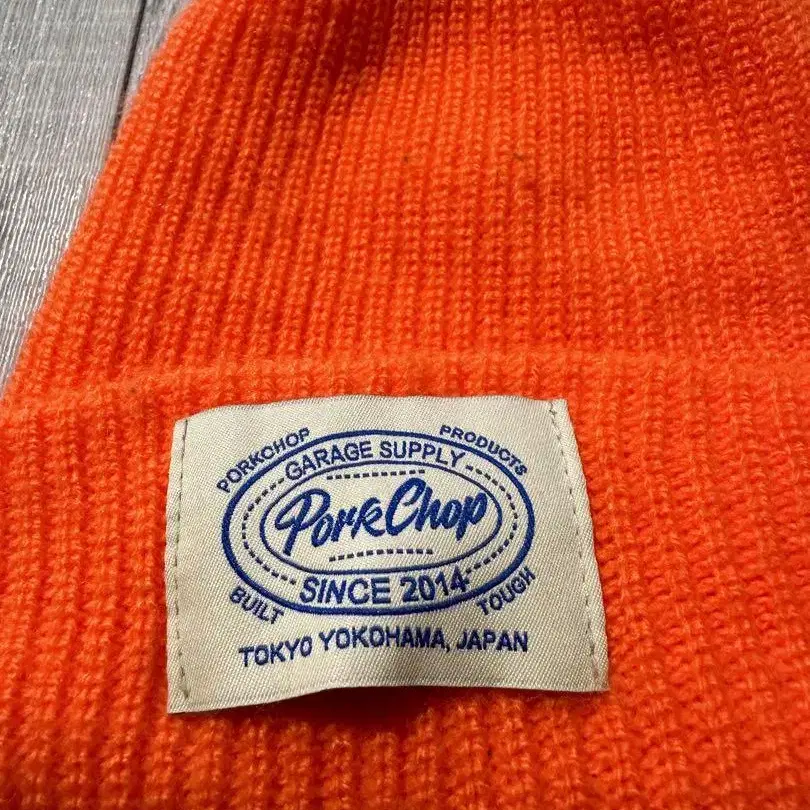 PORKCHOP PRODUCTS
GARAGE SUPPLY
PorkChop
SINCE 2014
BUILT TOUGH
TOKYO YOKOHAMA, JAPAN